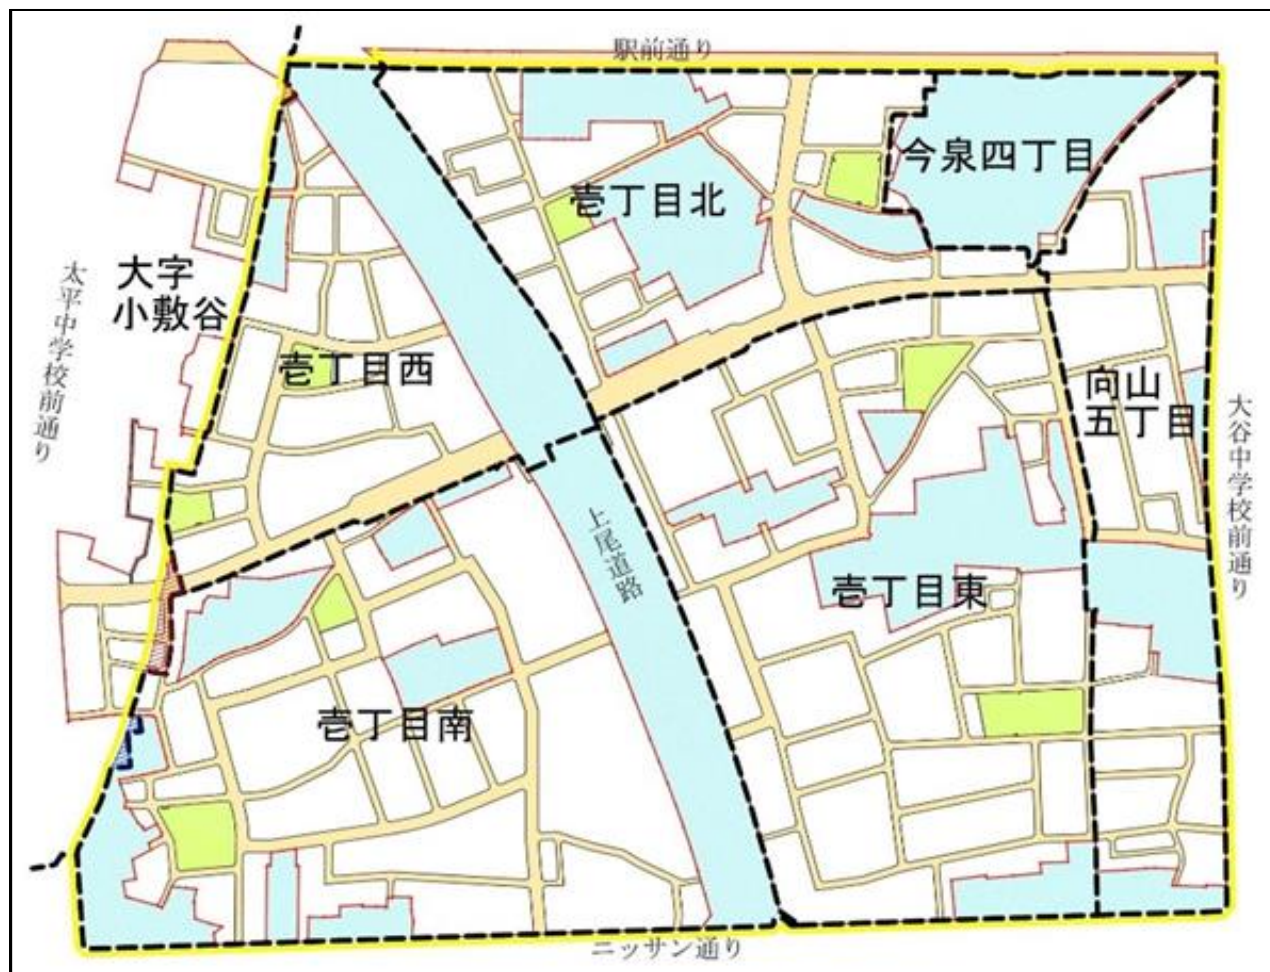 駅前通り
今泉四丁目
壱丁目北
大字
小敷谷
太平中学校前通り
壱丁目西
向山
五丁目
大谷中学校前通り
上尾道路
壱丁目東
壱丁目南
ニッサン通り